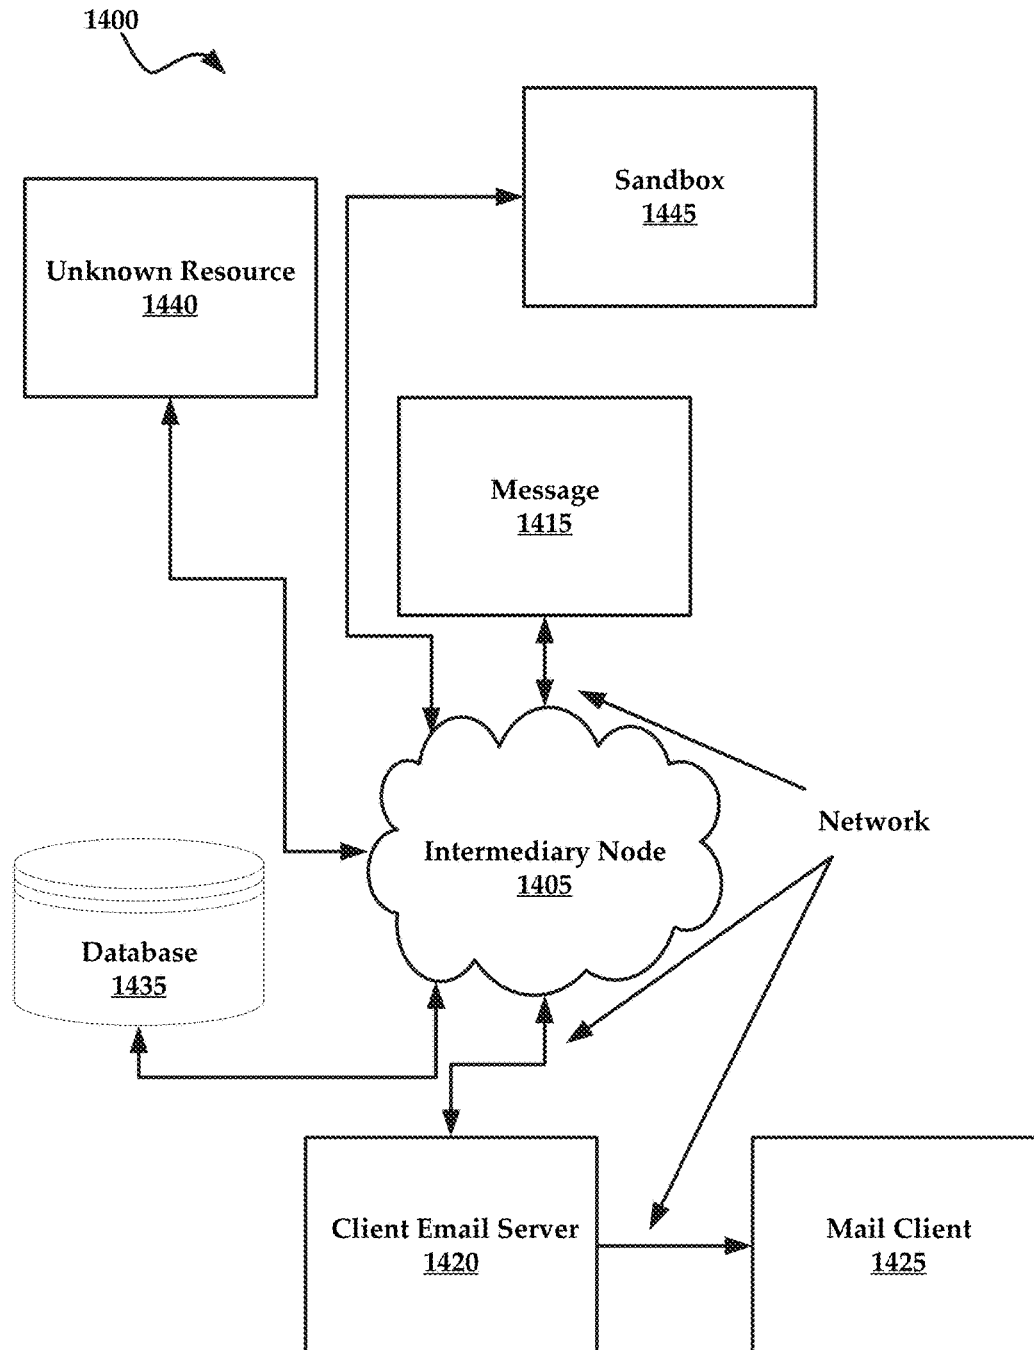 1400
Sandbox
1445
Unknown Resource
1440
Message
1415
Network
Intermediary Node
1405
Database
1435
Client Email Server
1420
Mail Client
1425